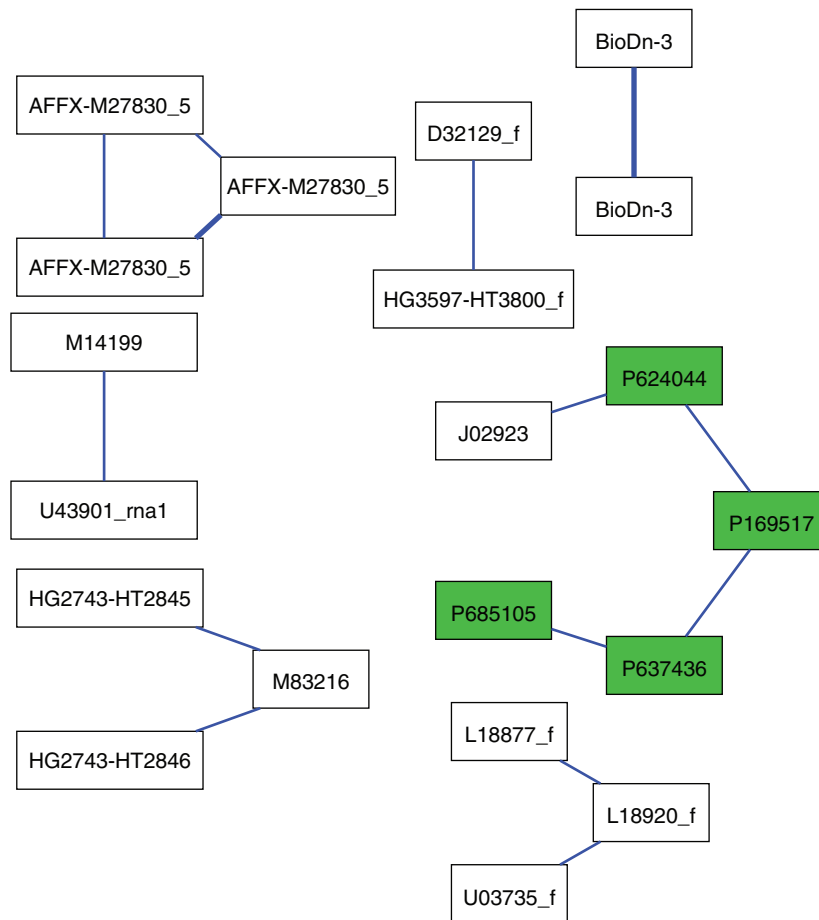 BioDn-3
AFFX-M27830_5
D32129_f
AFFX-M27830_5
BioDn-3
AFFX-M27830_5
HG3597-HT3800_f
M14199
P624044
J02923
U43901_rna1
P169517
HG2743-HT2845
P685105
P637436
M83216
L18877_f
HG2743-HT2846
L18920_f
U03735_f